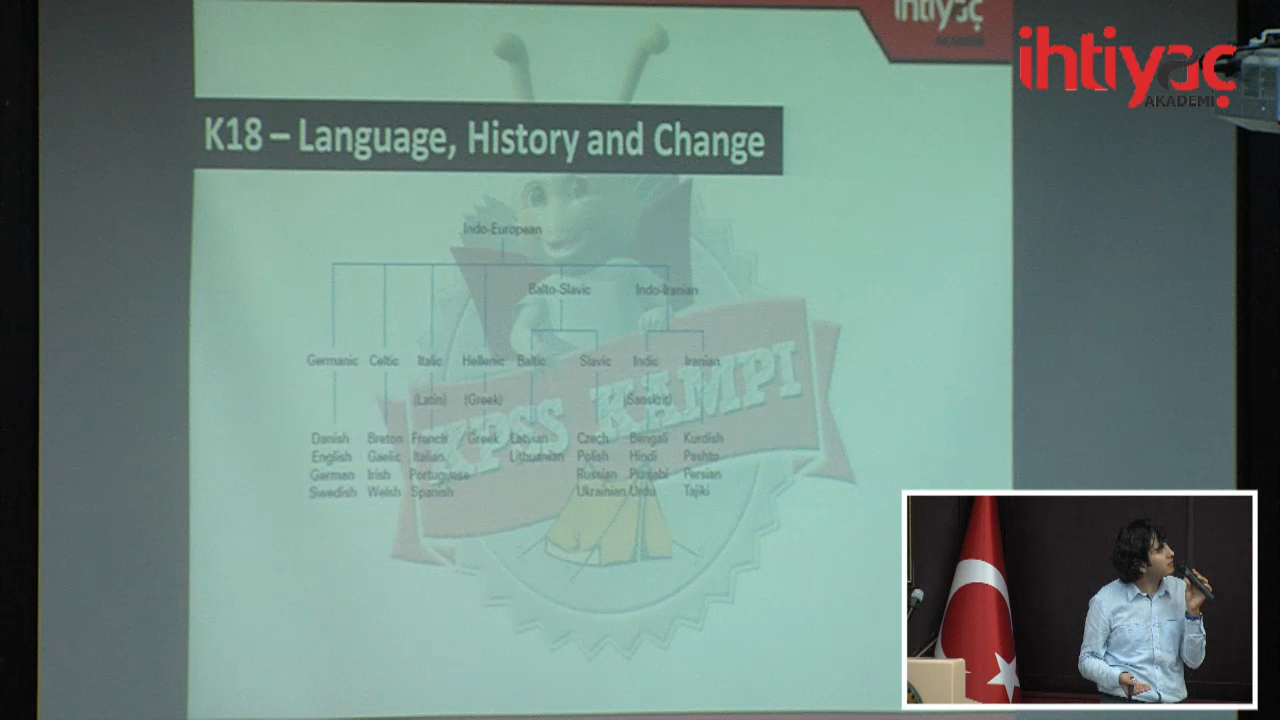 ihtiyaç
AKADEMİ
ihtiyaç
AKADEMİ
K18 – Language, History and Change
Indo-European
Balto-Slavic Indo-Iranian
Germanic Celtic Italic Hellenic Baltic Slavic Indic Iranian
(Latin) (Greek) (Sanskrit)
Danish Breton French Greek Latvian Czech Bengali Kurdish
English Gaelic Italian Lithuanian Polish Hindi Pashto
German Irish Portuguese Russian Punjabi Persian
Swedish Welsh Spanish Ukrainian Urdu Tajiki
KPSS KAMPI